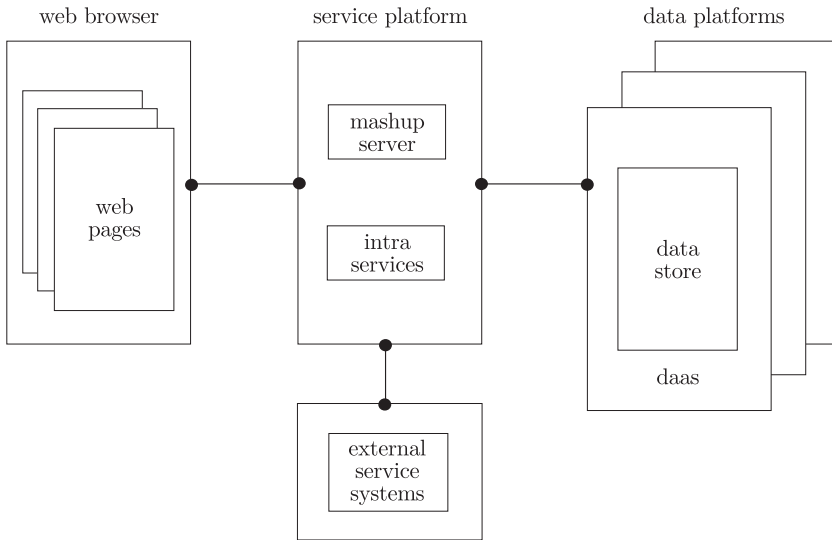 web browser
service platform
data platforms
mashup
server
web
pages
intra
services
data
store
daas
external
service
systems